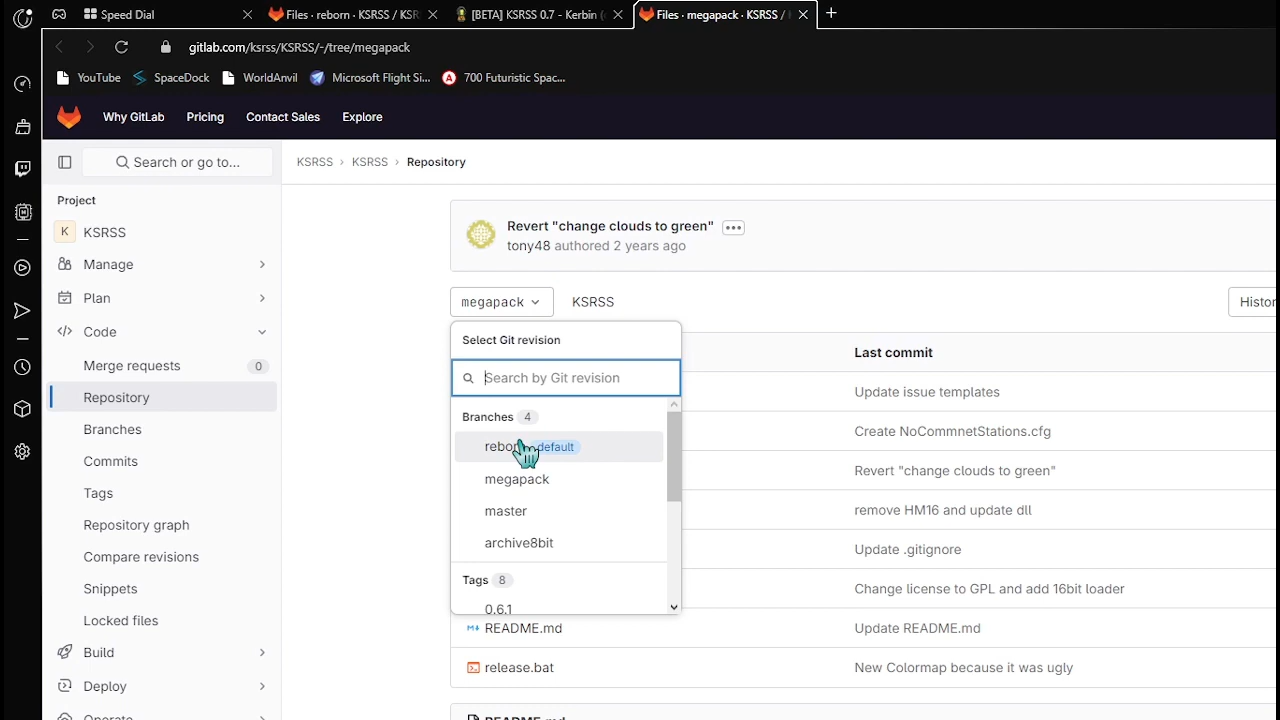 Speed Dial
Files · reborn · KSRSS / KSR
[BETA] KSRSS 0.7 - Kerbin (
Files · megapack · KSRSS /
gitlab.com/ksrss/KSRSS/-/tree/megapack
YouTube
SpaceDock
WorldAnvil
Microsoft Flight Si...
700 Futuristic Spac...
Why GitLab
Pricing
Contact Sales
Explore
Search or go to...
KSRSS › KSRSS › Repository
Project
K KSRSS
Manage
Plan
Code
Merge requests 0
Repository
Branches
Commits
Tags
Repository graph
Compare revisions
Snippets
Locked files
Build
Deploy
Operate
Revert "change clouds to green"
tony48 authored 2 years ago
megapack
KSRSS
Histor
Select Git revision
Search by Git revision
Branches 4
reborn default
megapack
master
archive8bit
Tags 8
0.6.1
Last commit
Update issue templates
Create NoCommnetStations.cfg
Revert "change clouds to green"
remove HM16 and update dll
Update .gitignore
Change license to GPL and add 16bit loader
README.md
Update README.md
release.bat
New Colormap because it was ugly
README.md